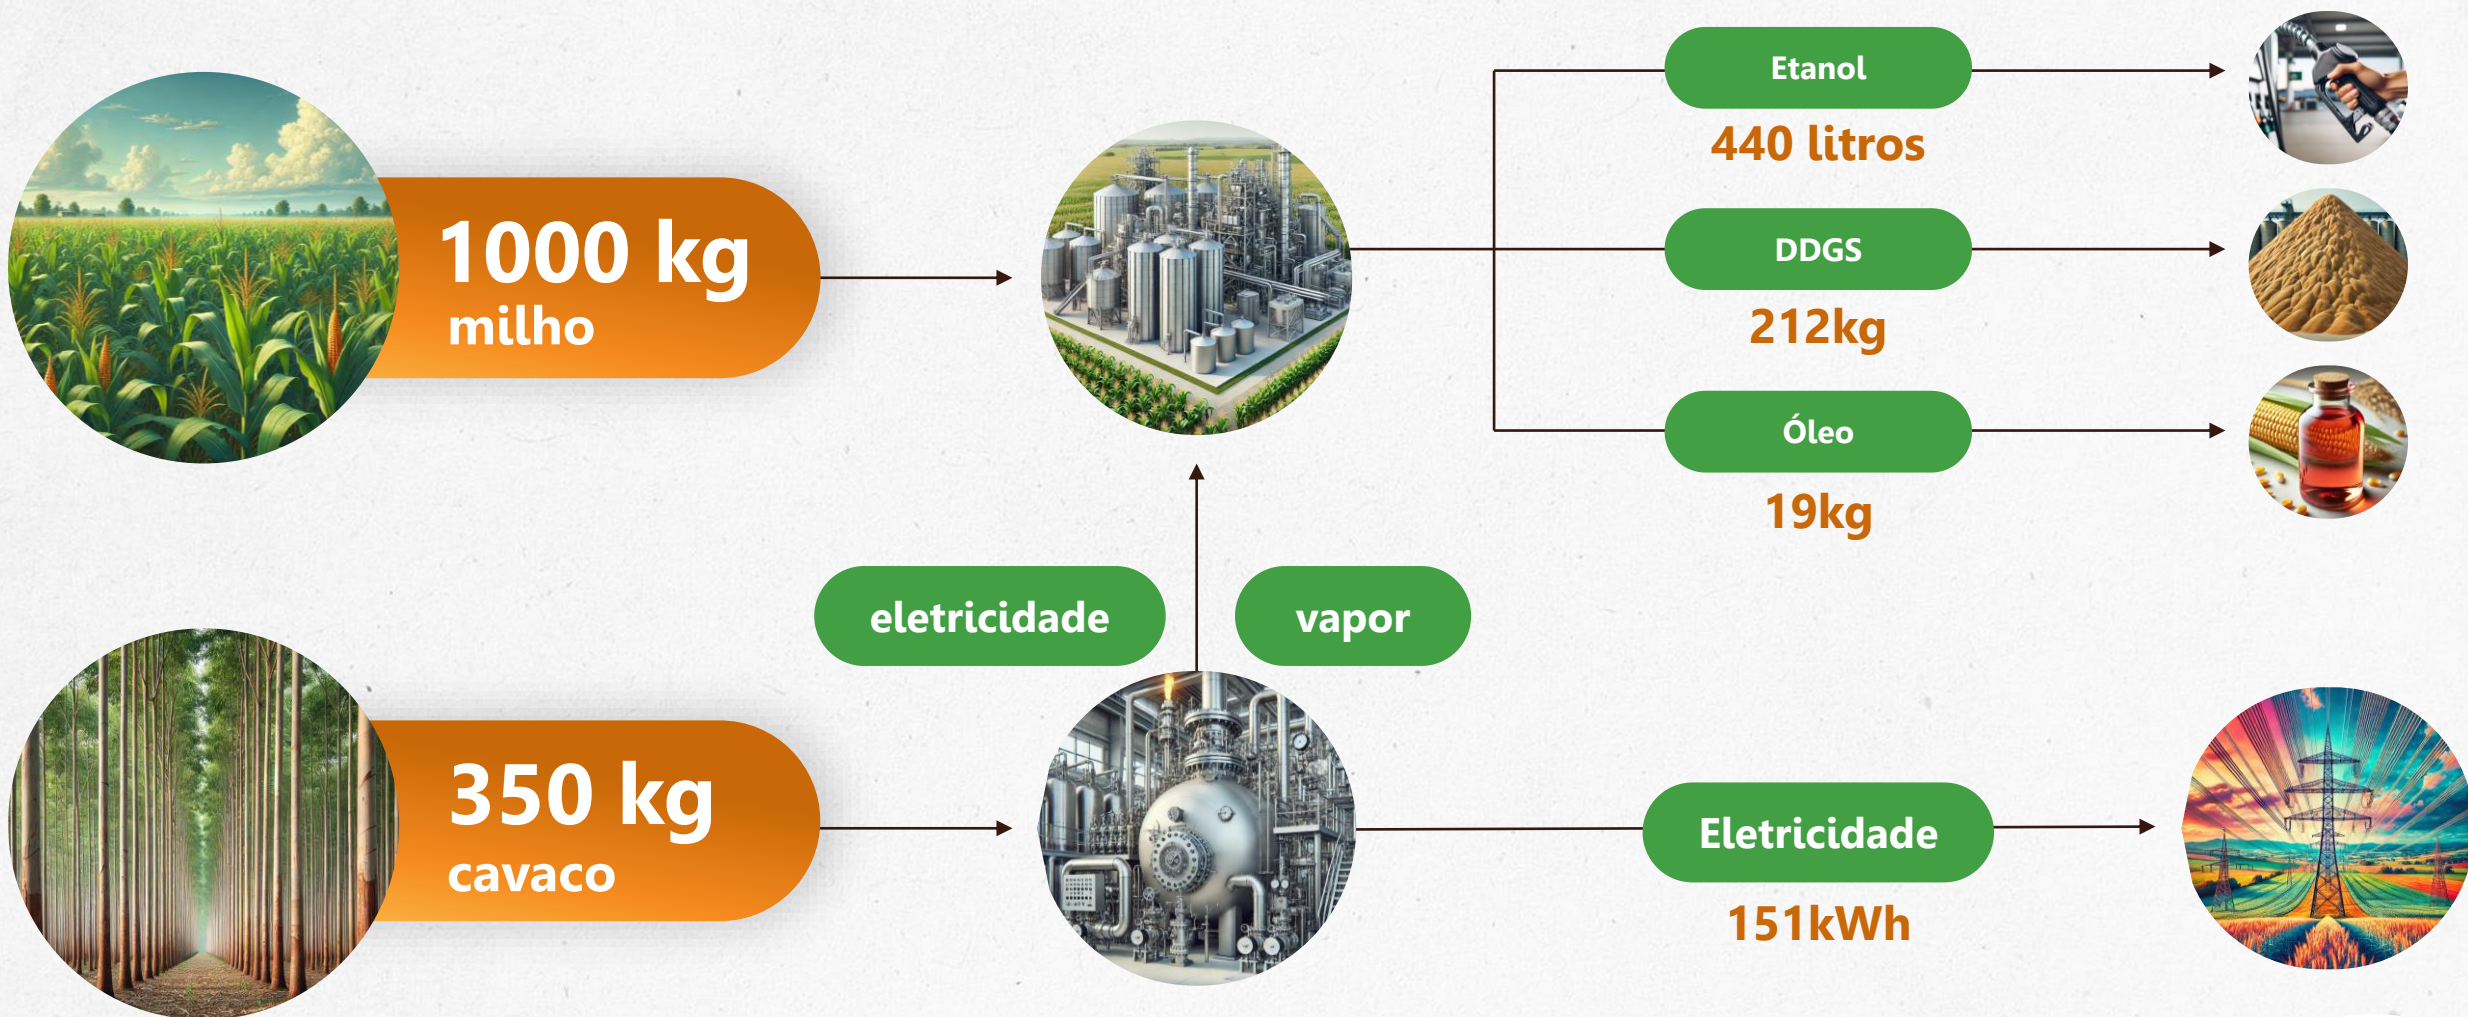 1000 kg
milho
Etanol
440 litros
DDGS
212kg
Óleo
19kg
eletricidade
vapor
350 kg
cavaco
Eletricidade
151kWh